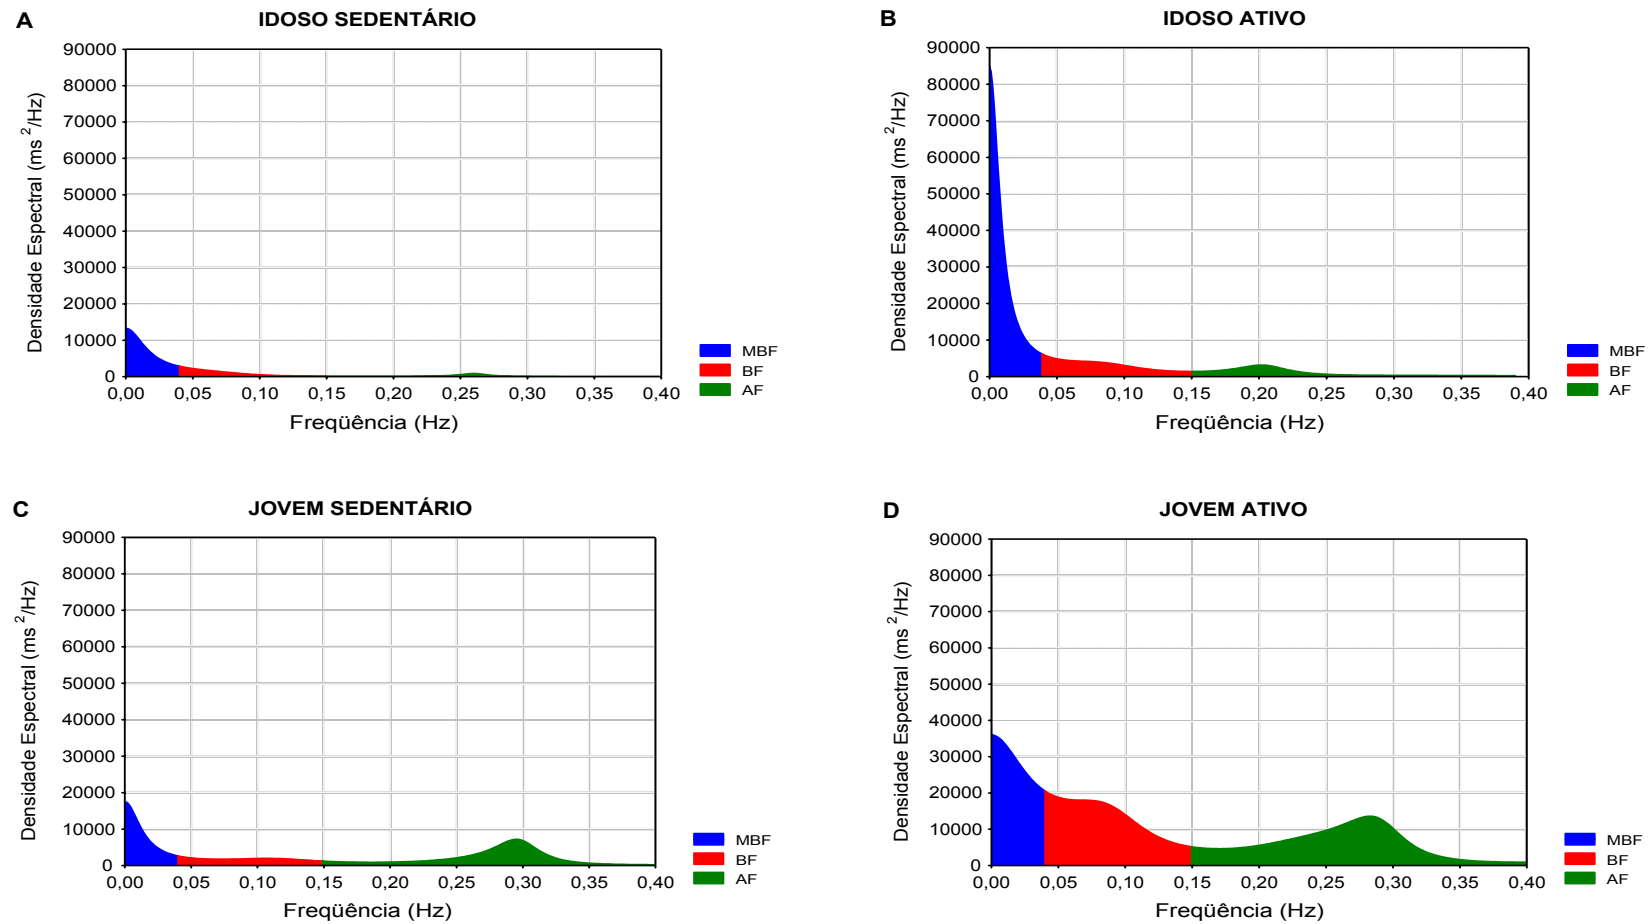 A
IDOSO SEDENTÁRIO
90000
80000
70000
60000
50000
40000
30000
20000
10000
0
Densidade Espectral (ms ²/Hz)
0,00 0,05 0,10 0,15 0,20 0,25 0,30 0,35 0,40
Freqüência (Hz)
MBF
BF
AF
B
IDOSO ATIVO
90000
80000
70000
60000
50000
40000
30000
20000
10000
0
Densidade Espectral (ms ²/Hz)
0,00 0,05 0,10 0,15 0,20 0,25 0,30 0,35 0,40
Freqüência (Hz)
MBF
BF
AF
C
JOVEM SEDENTÁRIO
90000
80000
70000
60000
50000
40000
30000
20000
10000
0
Densidade Espectral (ms ²/Hz)
0,00 0,05 0,10 0,15 0,20 0,25 0,30 0,35 0,40
Freqüência (Hz)
MBF
BF
AF
D
JOVEM ATIVO
90000
80000
70000
60000
50000
40000
30000
20000
10000
0
Densidade Espectral (ms ²/Hz)
0,00 0,05 0,10 0,15 0,20 0,25 0,30 0,35 0,40
Freqüência (Hz)
MBF
BF
AF